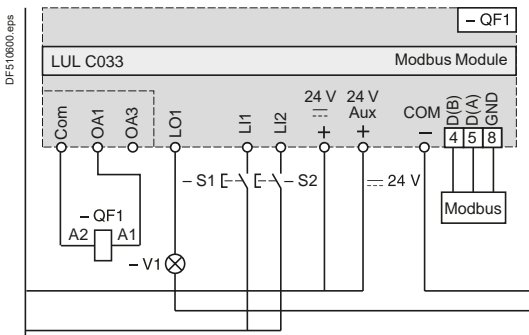 DF510600.eps
– QF1
LUL C033 Modbus Module
Com OA1 OA3 LO1 LI1 LI2 24 V + 24 V Aux + COM – D(B) D(A) GND
4 5 8
– S1 – S2 24 V
Modbus
– QF1
A2 A1
– V1